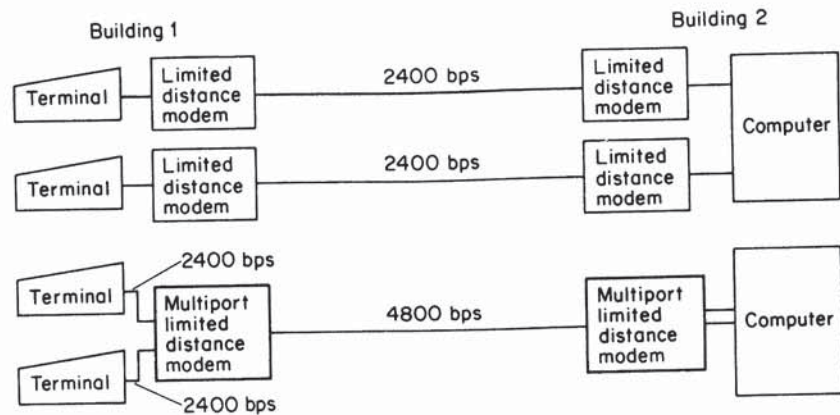 Building 1
Building 2
Terminal
Limited
distance
modem
2400 bps
Limited
distance
modem
Computer
Terminal
Limited
distance
modem
2400 bps
Limited
distance
modem
2400 bps
Terminal
Multiport
limited
distance
modem
4800 bps
Multiport
limited
distance
modem
Computer
Terminal
2400 bps